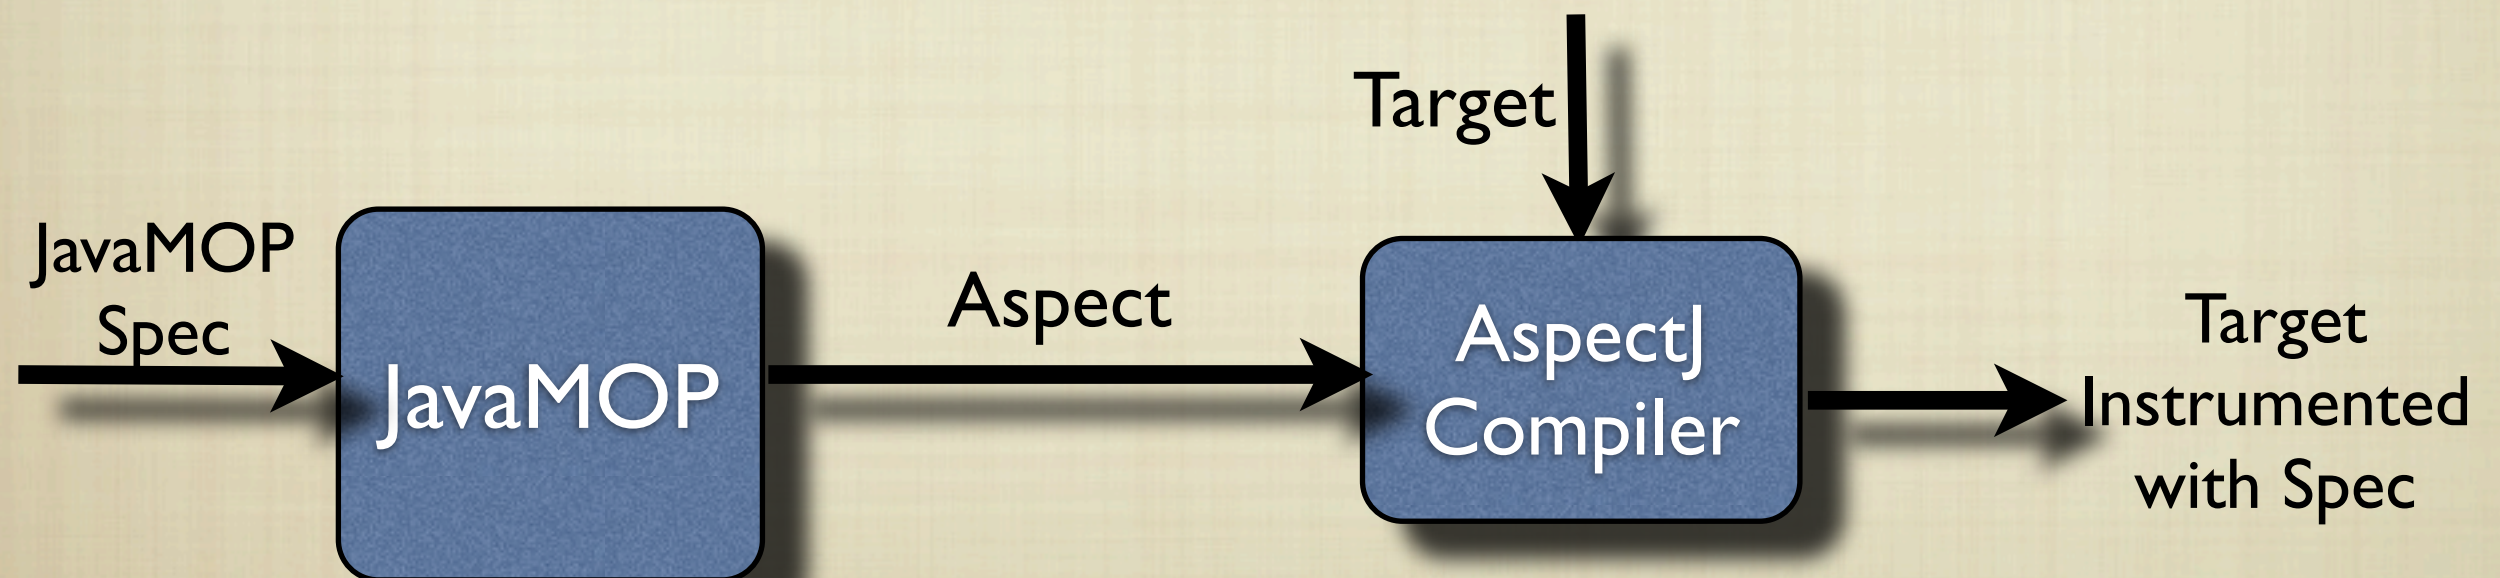 JavaMOP
Spec
JavaMOP
Aspect
Target
AspectJ
Compiler
Target
Instrumented
with Spec